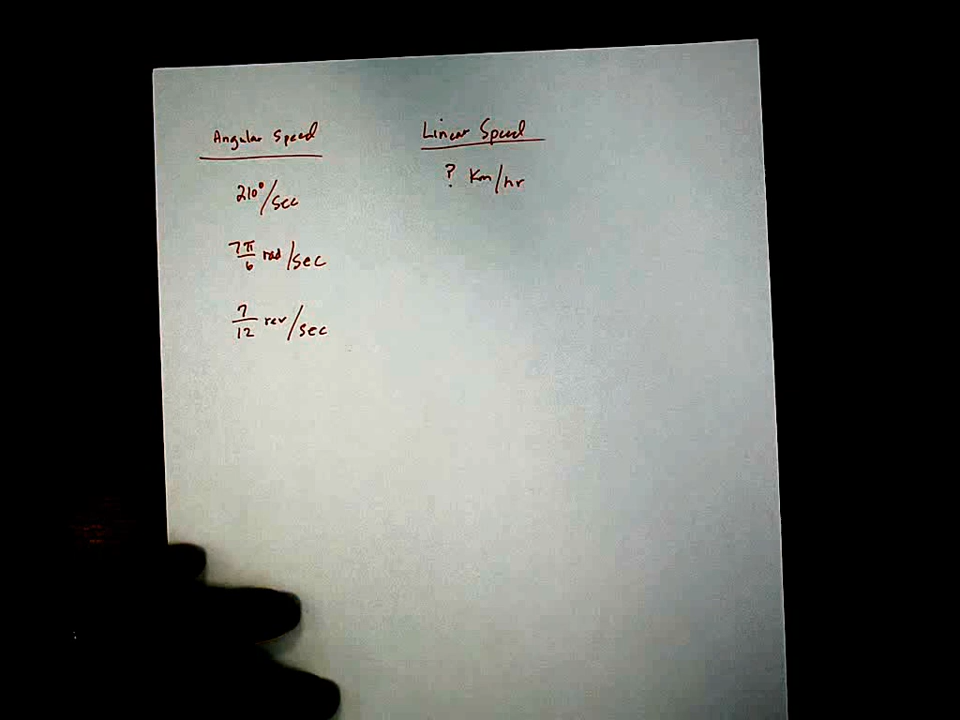 Angular Speed
Linear Speed
? Km/hr
210°/sec
7π/6 rad/sec
7/12 rev/sec